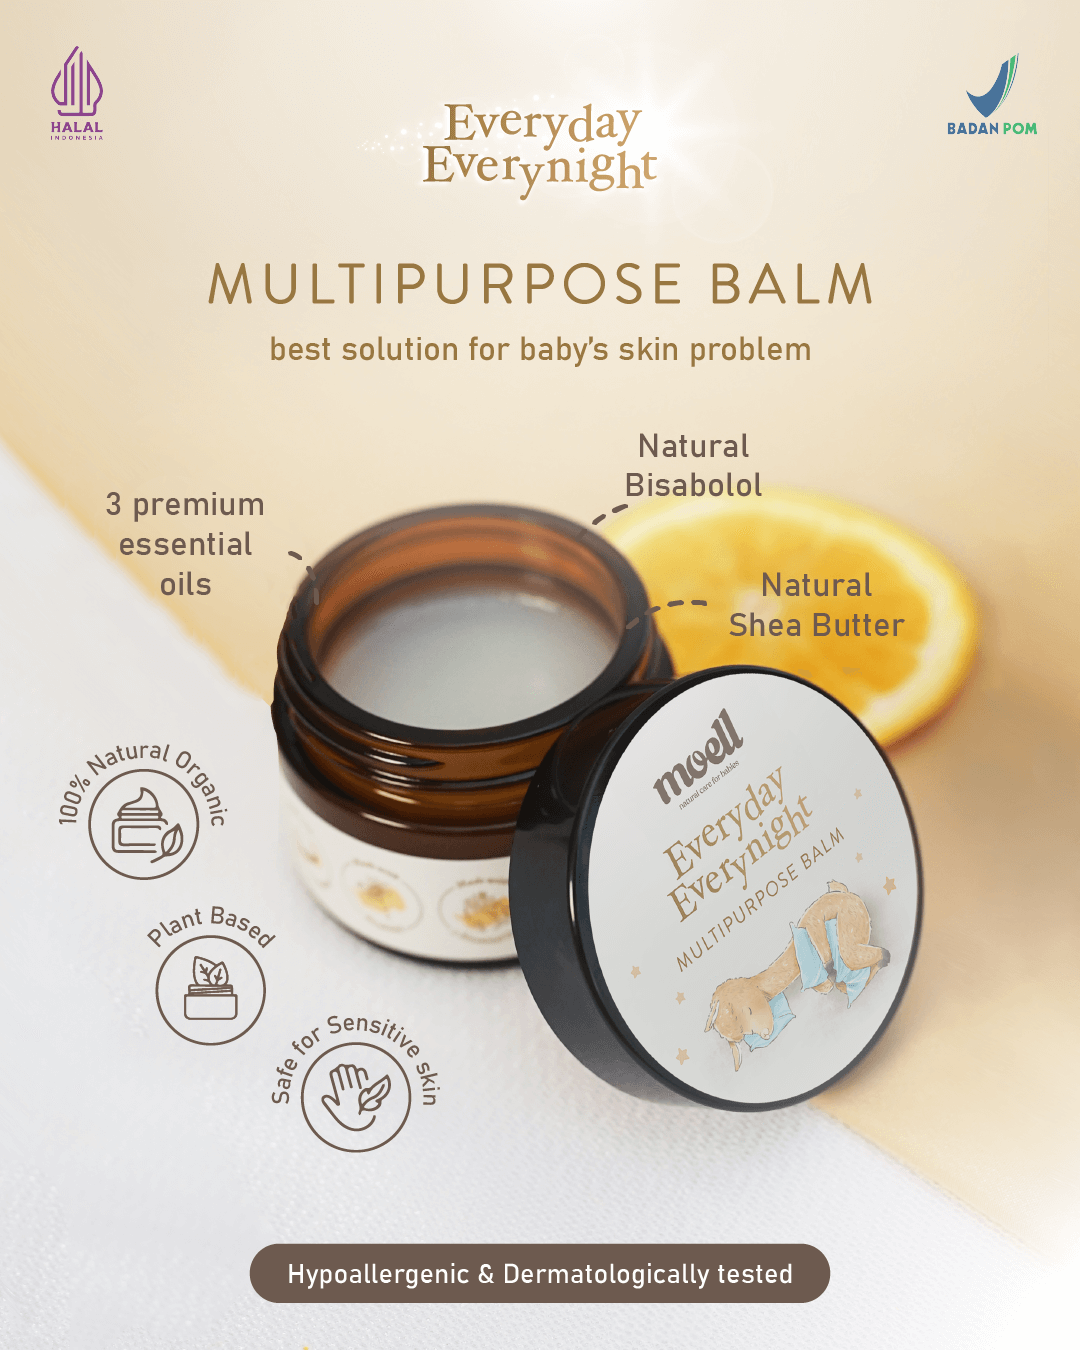 HALAL
INDONESIA
BADAN POM
Everyday
Everynight
MULTIPURPOSE BALM
best solution for baby's skin problem
Natural
Bisabolol
3 premium
essential
oils
Natural
Shea Butter
moell
natural care for babies
Everyday
Everynight
MULTIPURPOSE BALM
100% Natural Organic
Plant Based
Safe for Sensitive skin
Hypoallergenic & Dermatologically tested